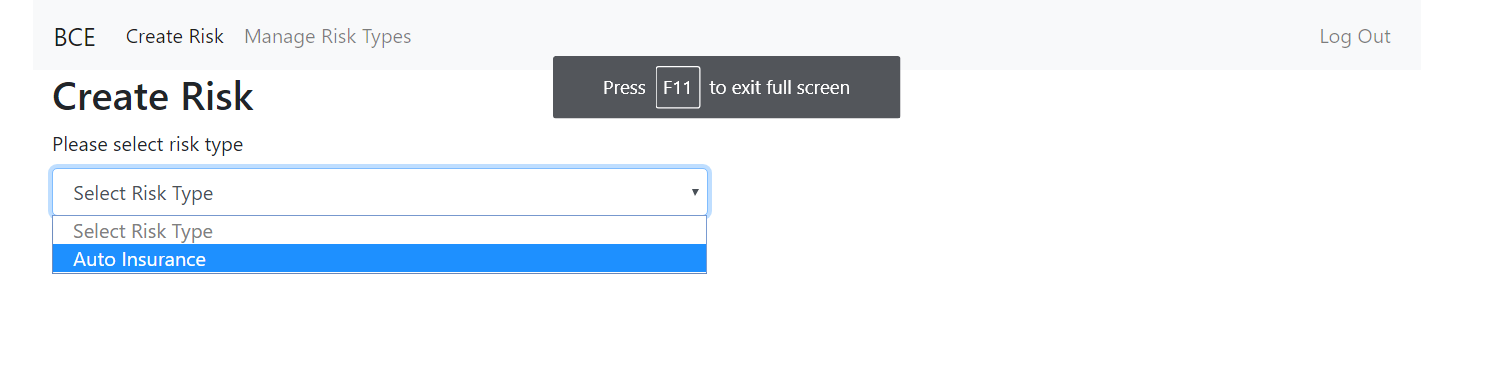 BCE Create Risk Manage Risk Types Log Out
Press F11 to exit full screen
Create Risk
Please select risk type
Select Risk Type
Select Risk Type
Auto Insurance